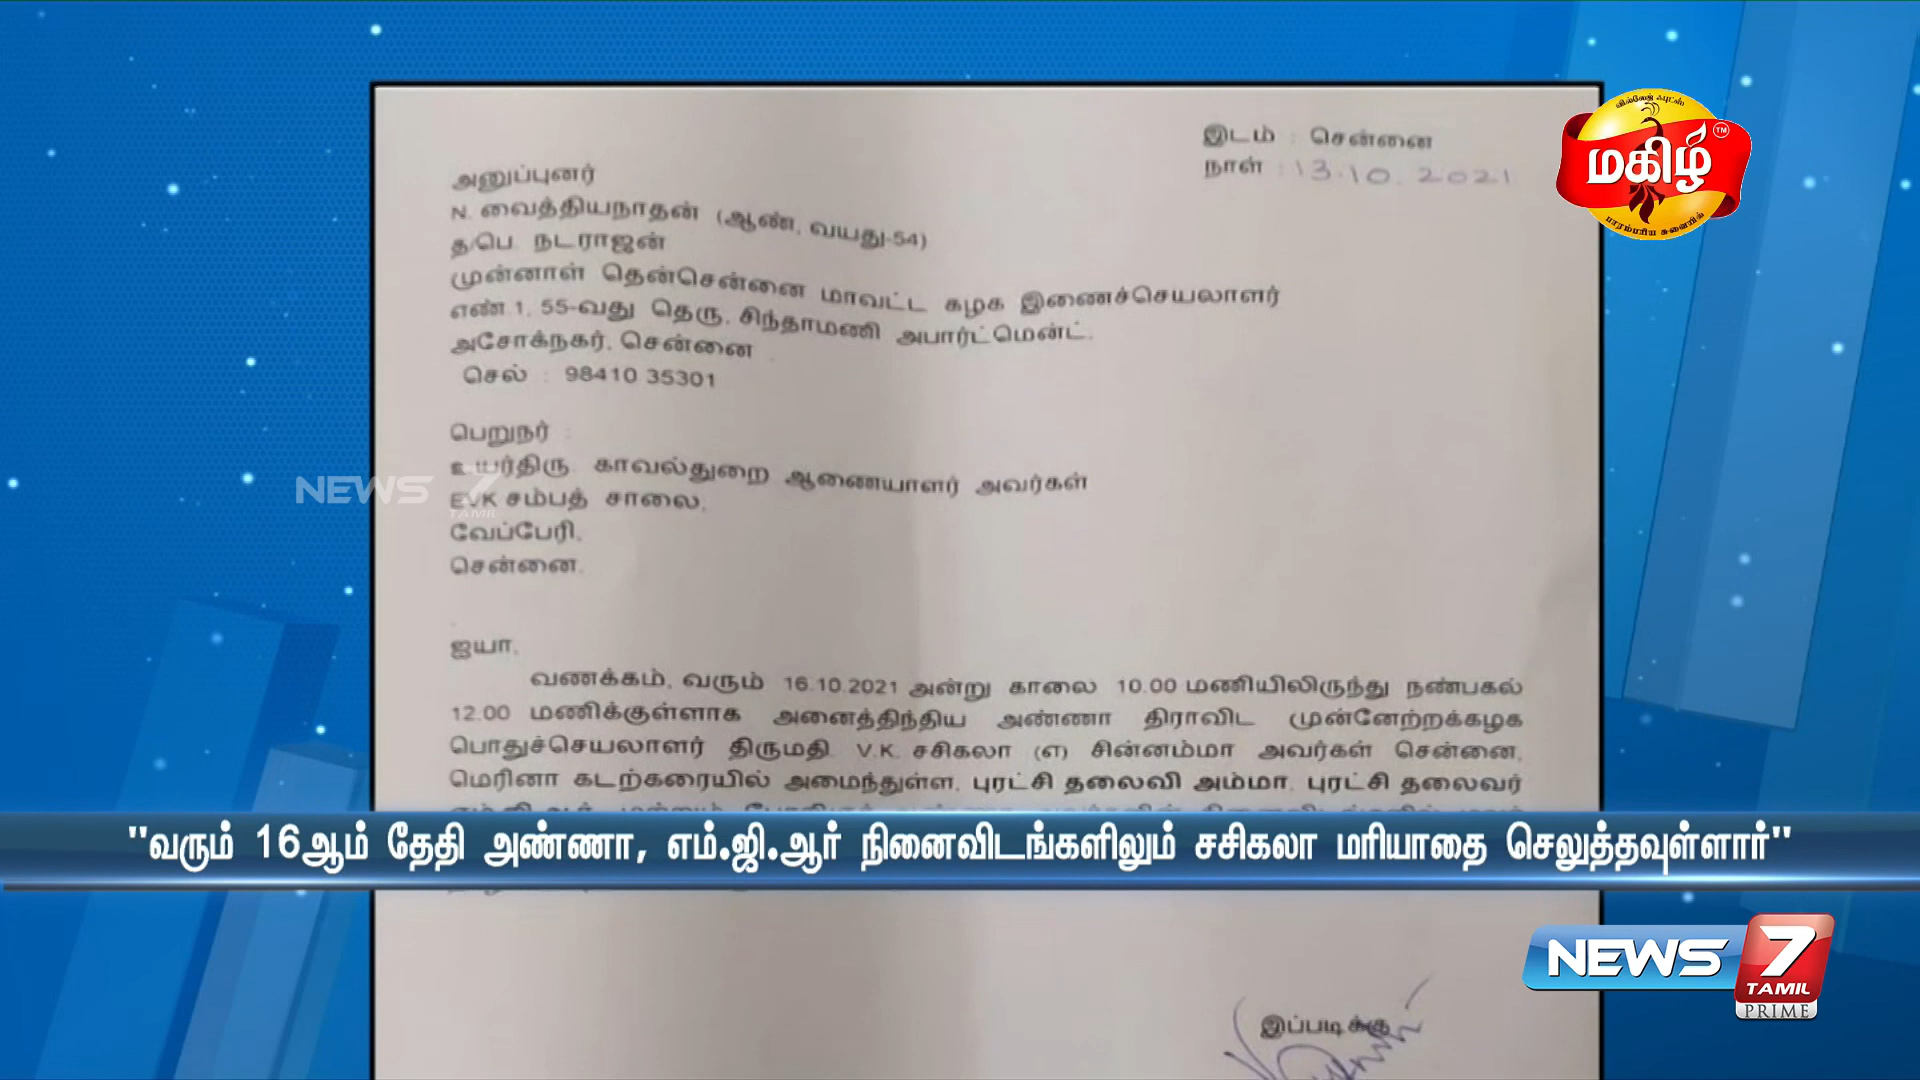 வில்லேஜ் ஃபுட்ஸ்
மகிழ் TM
பாரம்பரிய சுவையில்
இடம் : சென்னை
நாள் : 13.10.2021
அனுப்புனர்
N. வைத்தியநாதன் (ஆண், வயது-54)
த/பெ. நடராஜன்
முன்னாள் தென்சென்னை மாவட்ட கழக இணைச்செயலாளர்
எண்.1, 55-வது தெரு, சிந்தாமணி அபார்ட்மென்ட்,
அசோக்நகர், சென்னை
செல் : 98410 35301
பெறுநர் :
உயர்திரு. காவல்துறை ஆணையாளர் அவர்கள்
EVK சம்பத் சாலை,
வேப்பேரி,
சென்னை.
NEWS 7
TAMIL
ஐயா,
வணக்கம், வரும் 16.10.2021 அன்று காலை 10.00 மணியிலிருந்து நண்பகல்
12.00 மணிக்குள்ளாக அனைத்திந்திய அண்ணா திராவிட முன்னேற்றக்கழக
பொதுச்செயலாளர் திருமதி. V.K. சசிகலா (எ) சின்னம்மா அவர்கள் சென்னை,
மெரினா கடற்கரையில் அமைந்துள்ள, புரட்சி தலைவி அம்மா, புரட்சி தலைவர்
"வரும் 16ஆம் தேதி அண்ணா, எம்.ஜி.ஆர் நினைவிடங்களிலும் சசிகலா மரியாதை செலுத்தவுள்ளார்"
இப்படிக்கு
NEWS 7
TAMIL
PRIME